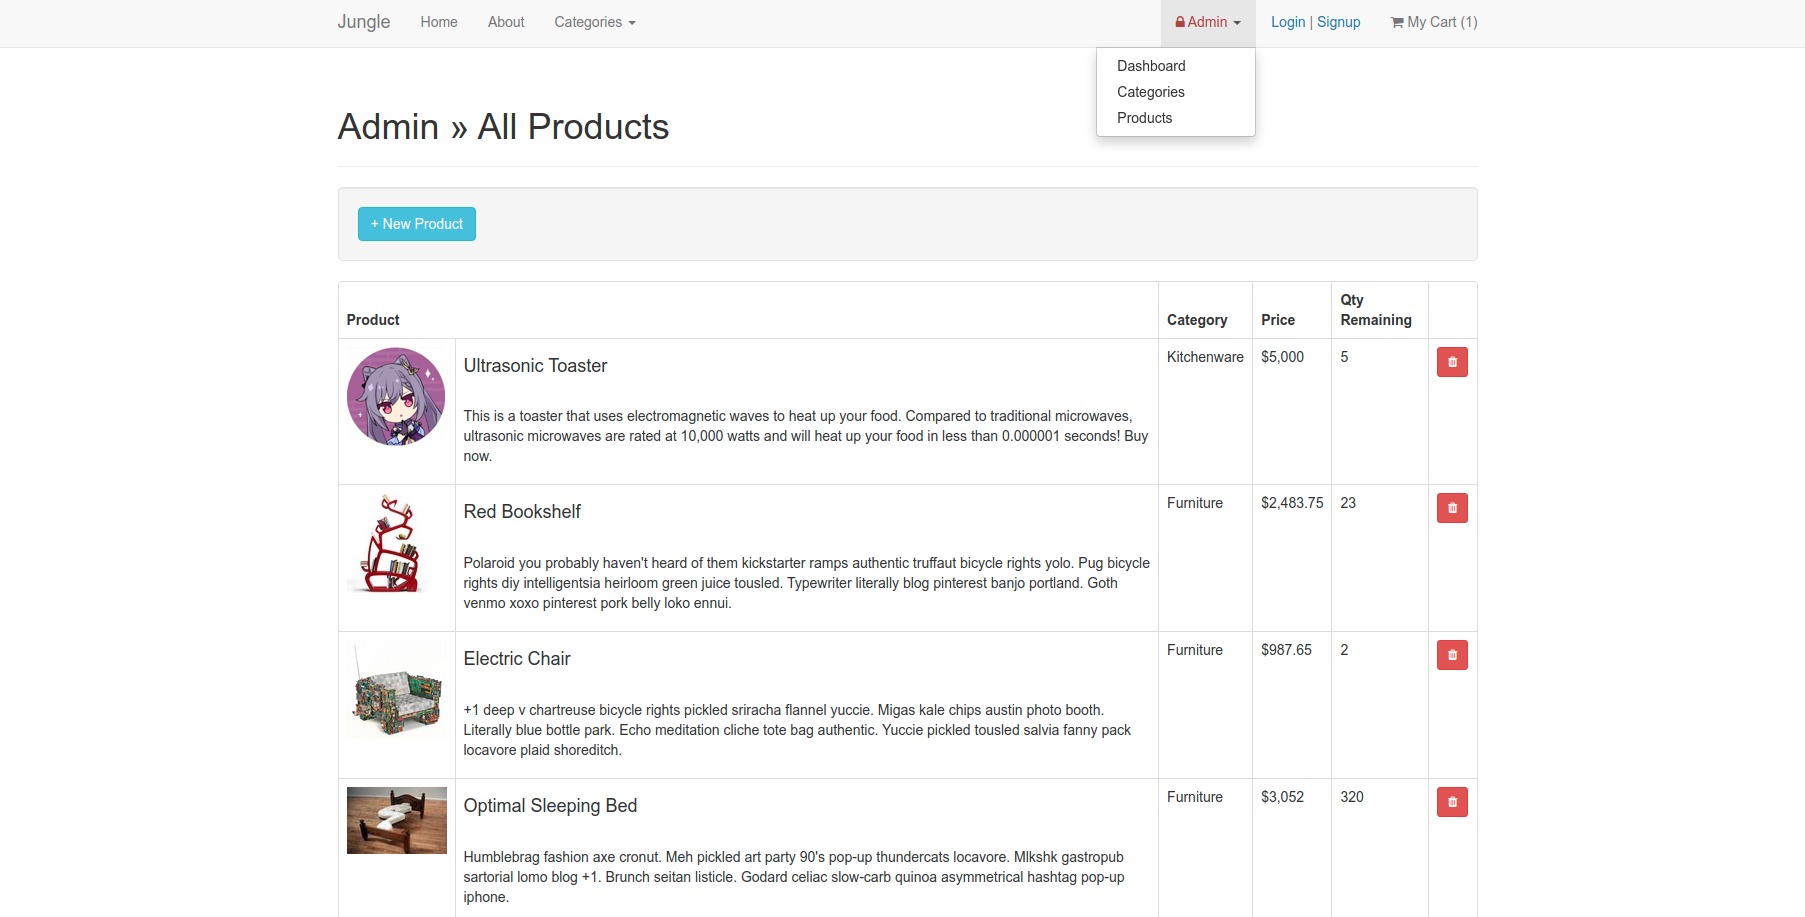 Jungle Home About Categories Admin Login | Signup My Cart (1)
Dashboard
Categories
Products
Admin » All Products
+ New Product
Product Category Price Qty Remaining
Ultrasonic Toaster
Kitchenware $5,000 5
This is a toaster that uses electromagnetic waves to heat up your food. Compared to traditional microwaves,
ultrasonic microwaves are rated at 10,000 watts and will heat up your food in less than 0.000001 seconds! Buy
now.
Red Bookshelf
Furniture $2,483.75 23
Polaroid you probably haven't heard of them kickstarter ramps authentic truffaut bicycle rights yolo. Pug bicycle
rights diy intelligentsia heirloom green juice tousled. Typewriter literally blog pinterest banjo portland. Goth
venmo xoxo pinterest pork belly loko ennui.
Electric Chair
Furniture $987.65 2
+1 deep v chartreuse bicycle rights pickled sriracha flannel yuccie. Migas kale chips austin photo booth.
Literally blue bottle park. Echo meditation cliche tote bag authentic. Yuccie pickled tousled salvia fanny pack
locavore plaid shoreditch.
Optimal Sleeping Bed
Furniture $3,052 320
Humblebrag fashion axe cronut. Meh pickled art party 90's pop-up thundercats locavore. Mlkshk gastropub
sartorial lomo blog +1. Brunch seitan listicle. Godard celiac slow-carb quinoa asymmetrical hashtag pop-up
iphone.